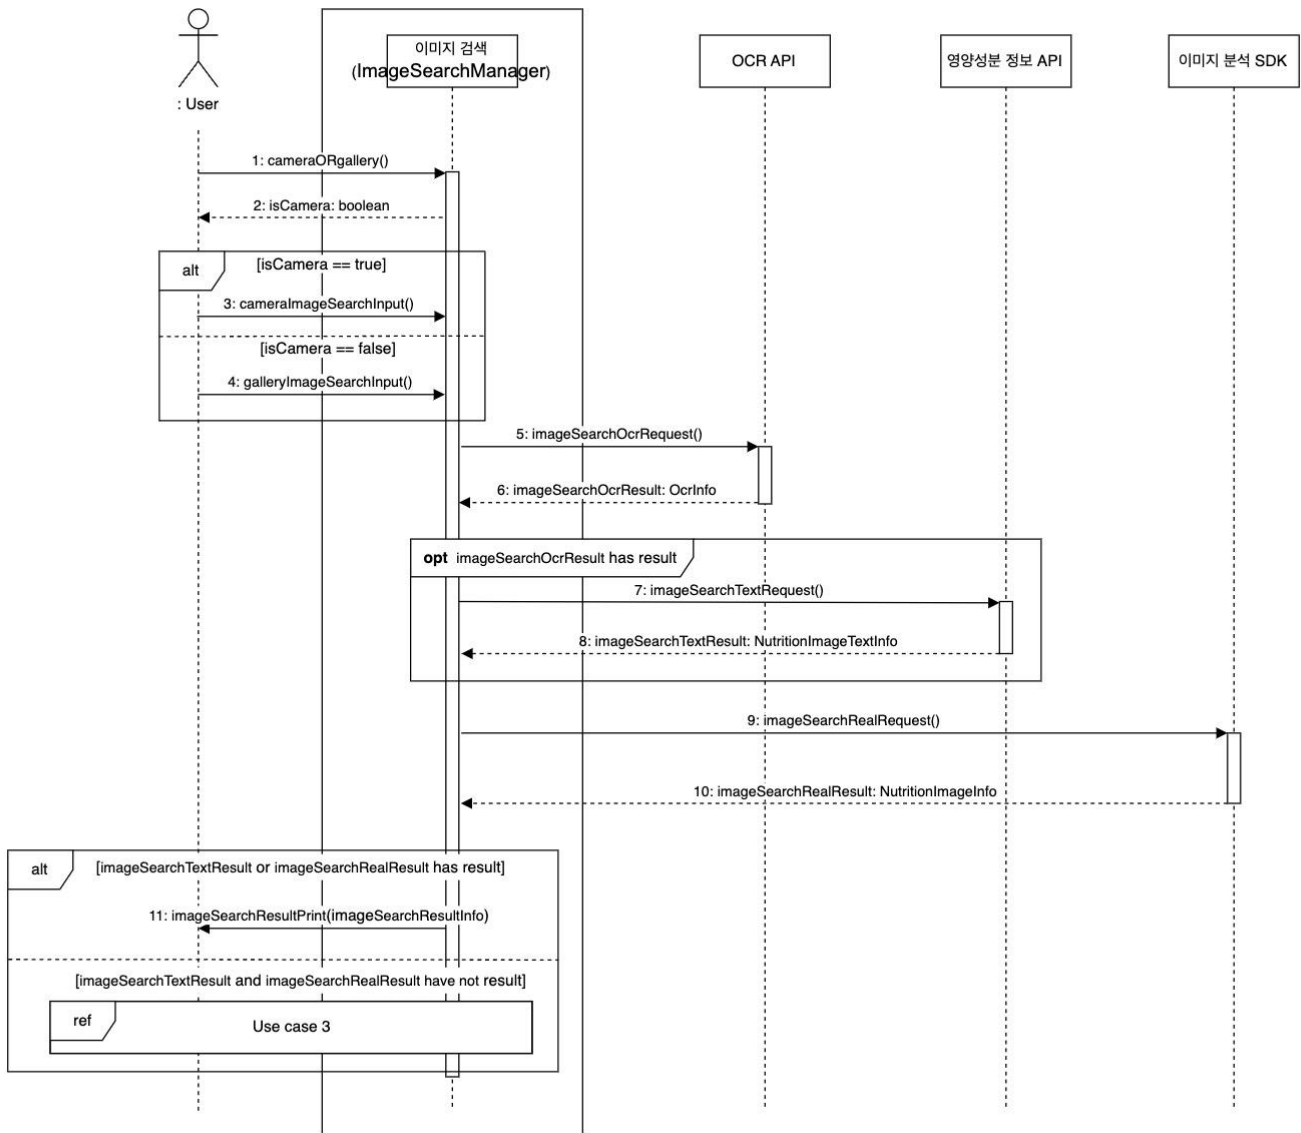 이미지 검색
(ImageSearchManager)
OCR API
영양성분 정보 API
이미지 분석 SDK
: User
1: cameraORgallery()
2: isCamera: boolean
alt
[isCamera == true]
3: cameraImageSearchInput()
[isCamera == false]
4: galleryImageSearchInput()
5: imageSearchOcrRequest()
6: imageSearchOcrResult: OcrInfo
opt imageSearchOcrResult has result
7: imageSearchTextRequest()
8: imageSearchTextResult: NutritionImageTextInfo
9: imageSearchRealRequest()
10: imageSearchRealResult: NutritionImageInfo
alt
[imageSearchTextResult or imageSearchRealResult has result]
11: imageSearchResultPrint(imageSearchResultInfo)
[imageSearchTextResult and imageSearchRealResult have not result]
ref
Use case 3